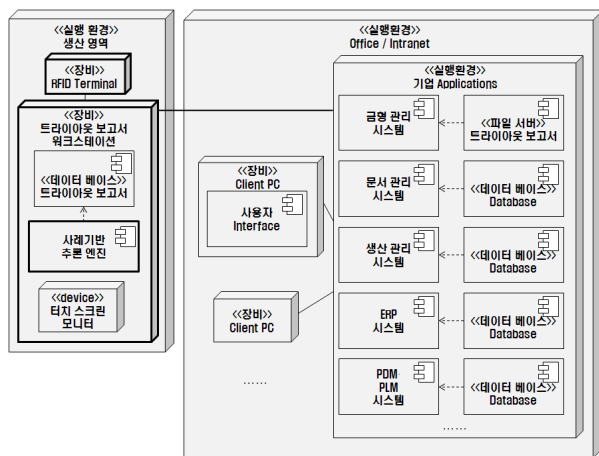 ≪실행 환경≫
생산 영역
≪장비≫
RFID Terminal
≪장비≫
트라이아웃 보고서
워크스테이션
≪데이터 베이스≫
트라이아웃 보고서
사례기반
추론 엔진
≪device≫
터치 스크린
모니터
≪실행환경≫
Office / Intranet
≪장비≫
Client PC
사용자
Interface
≪장비≫
Client PC
......
≪실행환경≫
기업 Applications
금형 관리
시스템
≪파일 서버≫
트라이아웃 보고서
문서 관리
시스템
≪데이터 베이스≫
Database
생산 관리
시스템
≪데이터 베이스≫
Database
ERP
시스템
≪데이터 베이스≫
Database
PDM
PLM
시스템
≪데이터 베이스≫
Database
......